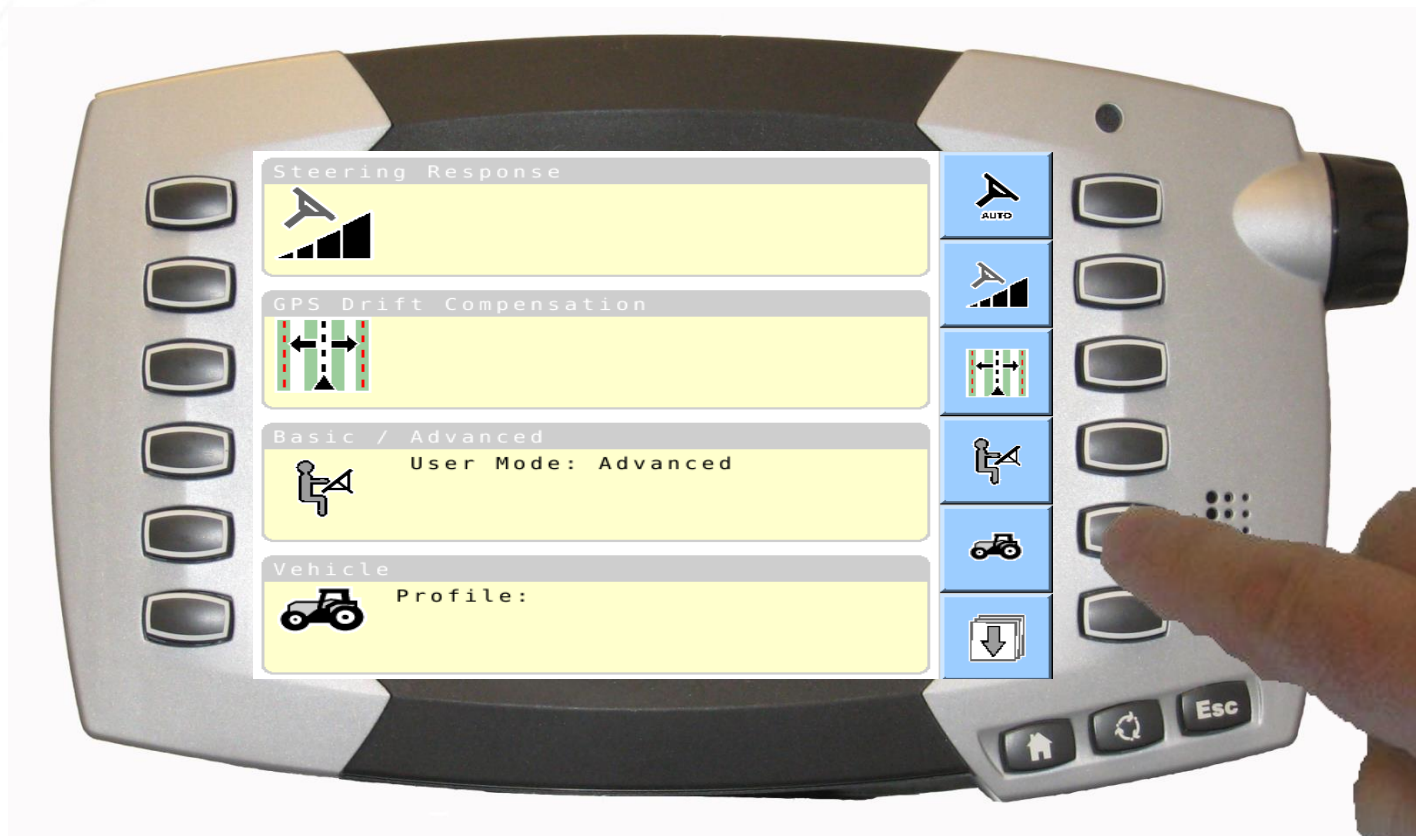 Steering Response
AUTO
GPS Drift Compensation
Basic / Advanced
User Mode: Advanced
Vehicle
Profile:
Esc